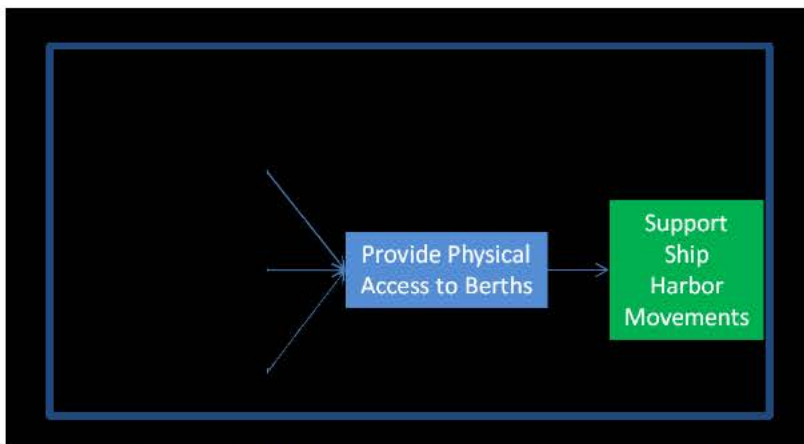 Provide Physical
Access to Berths
Support
Ship
Harbor
Movements